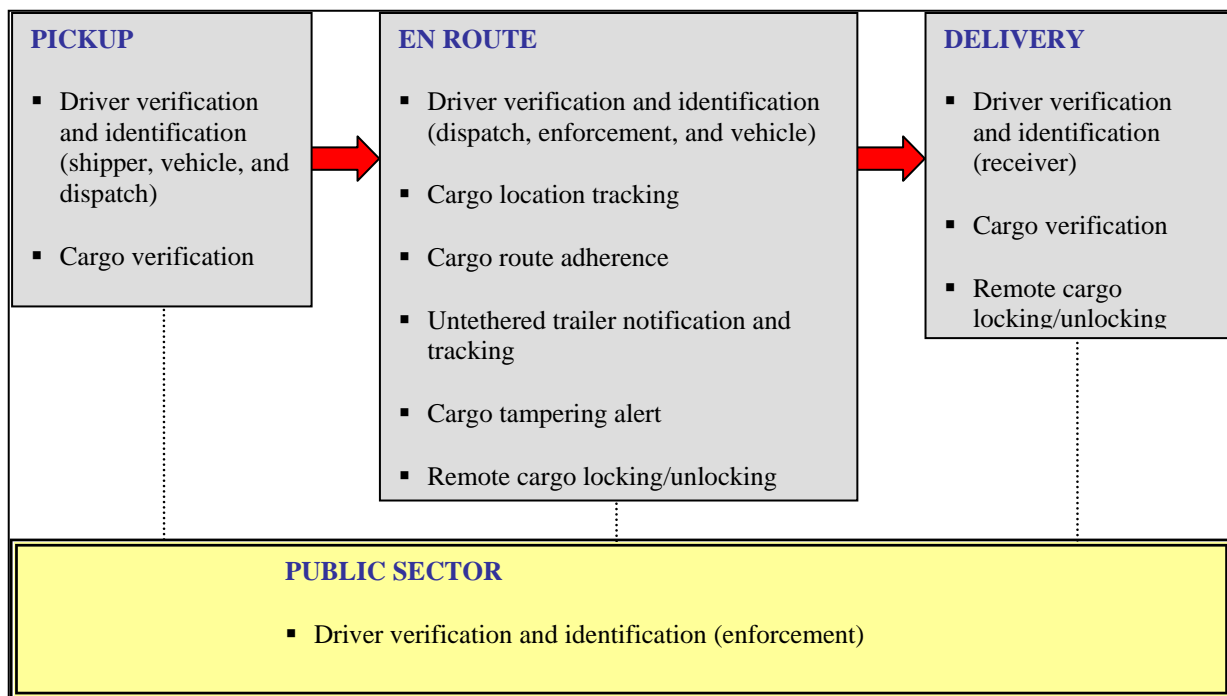 PICKUP
▪ Driver verification
and identification
(shipper, vehicle, and
dispatch)
▪ Cargo verification
EN ROUTE
▪ Driver verification and identification
(dispatch, enforcement, and vehicle)
▪ Cargo location tracking
▪ Cargo route adherence
▪ Untethered trailer notification and
tracking
▪ Cargo tampering alert
▪ Remote cargo locking/unlocking
DELIVERY
▪ Driver verification
and identification
(receiver)
▪ Cargo verification
▪ Remote cargo
locking/unlocking
PUBLIC SECTOR
▪ Driver verification and identification (enforcement)